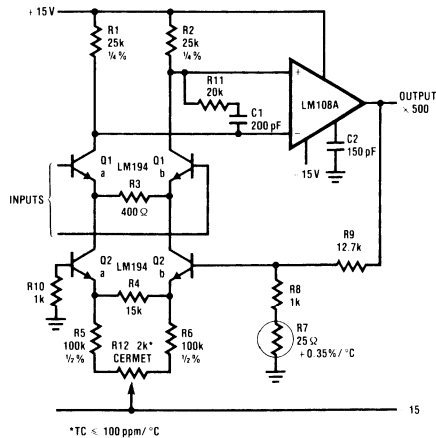 +15V
R1
25k
¼%
R2
25k
¼%
R11
20k
C1
200 pF
+
−
LM108A
OUTPUT
× 500
C2
150 pF
15V
Q1
a
LM194
Q1
b
R3
400 Ω
INPUTS
R9
12.7k
Q2
a
LM194
Q2
b
R10
1k
R4
15k
R8
1k
R5
100k
½%
R12 2k*
CERMET
R6
100k
½%
R7
25 Ω
+0.35%/°C
15
*TC ≤ 100 ppm/°C